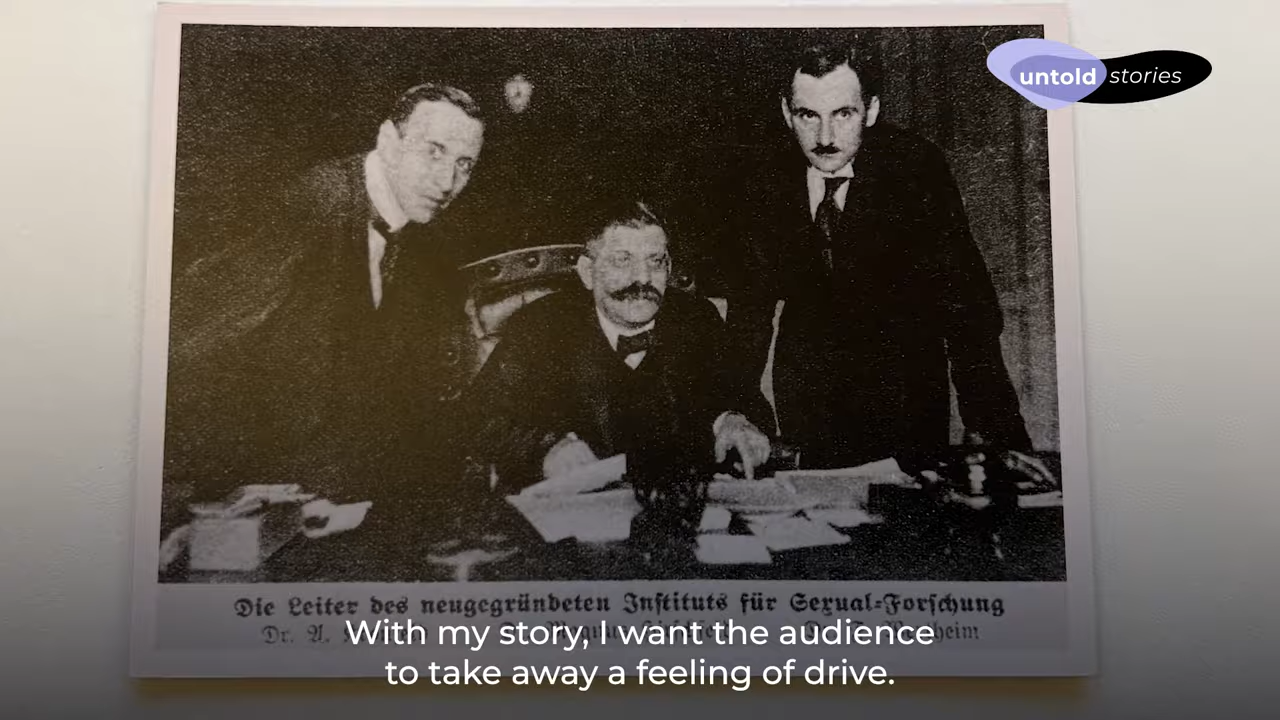 untold stories
Die Leiter des neugegründeten Instituts für Sexual-Forschung
Dr. A.
With my story, I want the audience
to take away a feeling of drive.